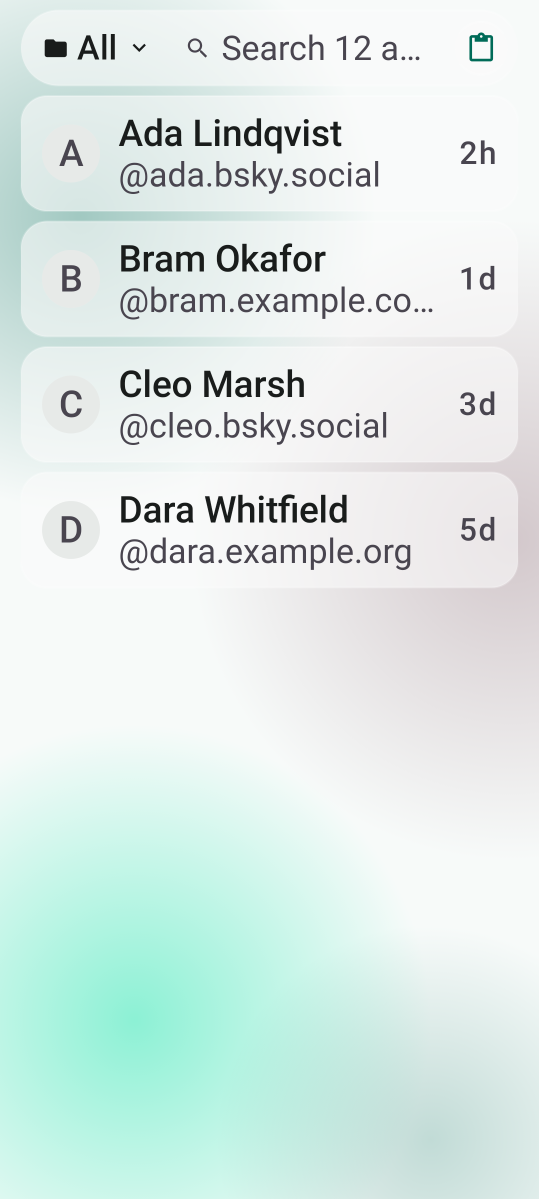 All Search 12 a...
A Ada Lindqvist 2h
@ada.bsky.social
B Bram Okafor 1d
@bram.example.co...
C Cleo Marsh 3d
@cleo.bsky.social
D Dara Whitfield 5d
@dara.example.org